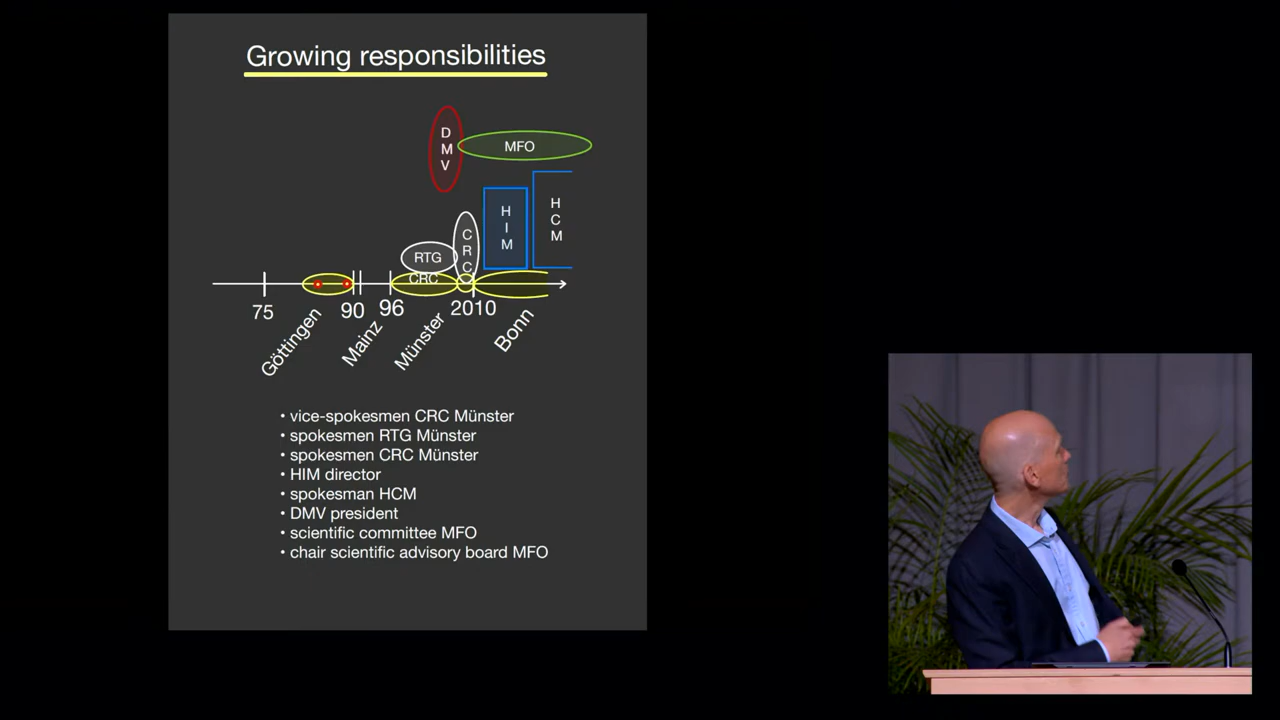 Growing responsibilities
D
M
V
MFO
H
I
M
H
C
M
C
R
C
RTG
CRC
75
90
96
2010
Göttingen
Mainz
Münster
Bonn
• vice-spokesmen CRC Münster
• spokesmen RTG Münster
• spokesmen CRC Münster
• HIM director
• spokesman HCM
• DMV president
• scientific committee MFO
• chair scientific advisory board MFO